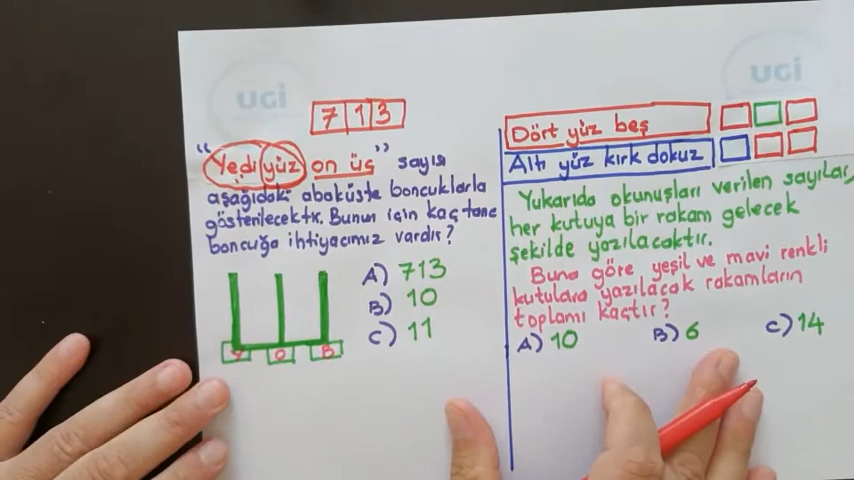 UGi
UGi
713
"Yedi yüz on üç" sayısı
aşağıdaki abaküste boncuklarla
gösterilecektir. Bunun için kaç tane
boncuğa ihtiyacımız vardır?
A) 713
B) 10
C) 11
Y O B
Dört yüz beş
Altı yüz kırk dokuz
Yukarıda okunuşları verilen sayılar,
her kutuya bir rakam gelecek
şekilde yazılacaktır.
Buna göre yeşil ve mavi renkli
kutulara yazılacak rakamların
toplamı kaçtır?
A) 10 B) 6 C) 14